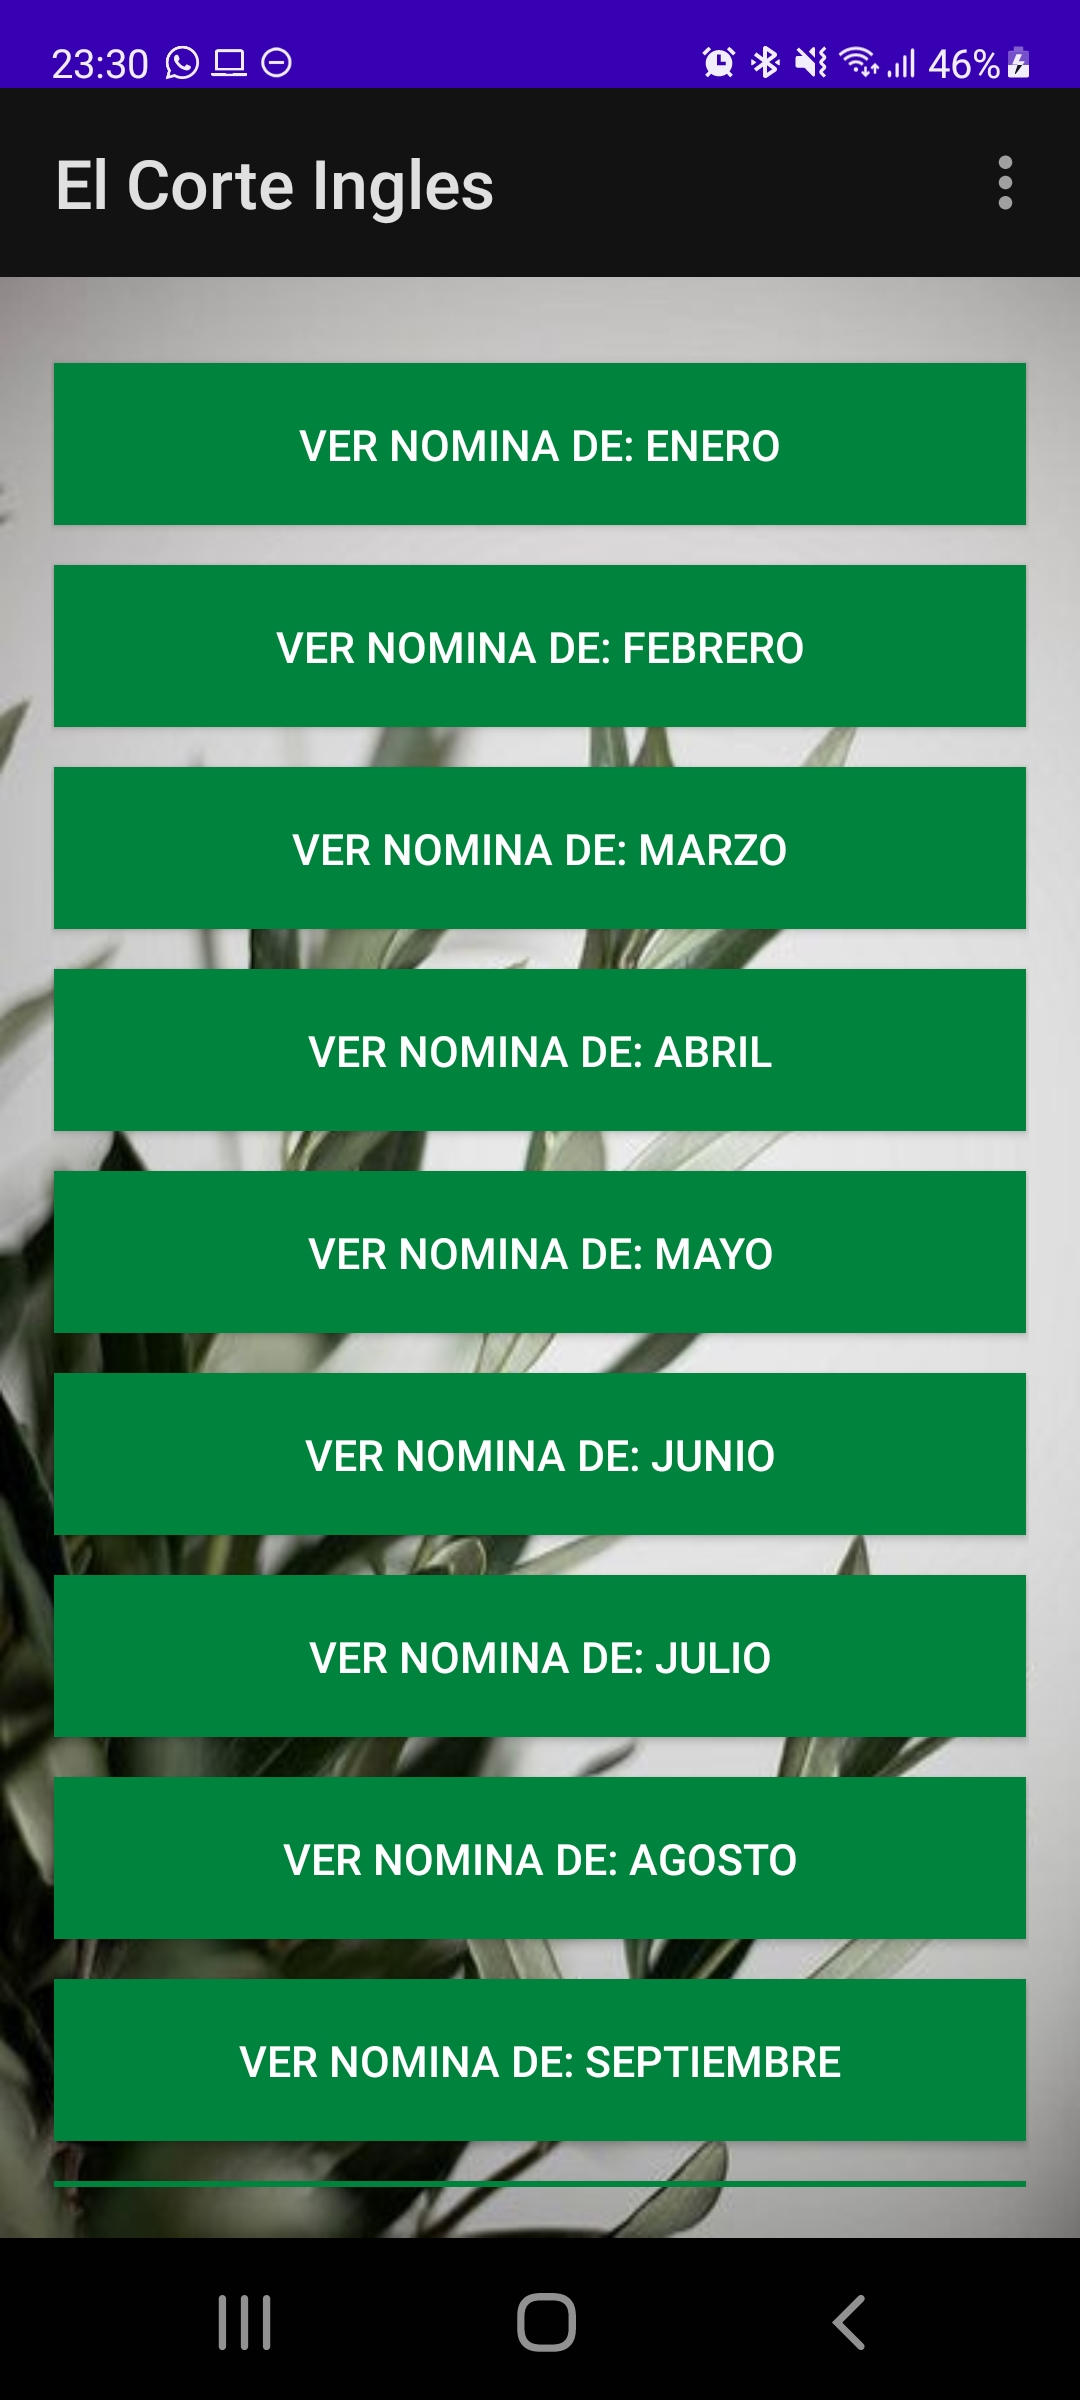 23:30
46%
El Corte Ingles
VER NOMINA DE: ENERO
VER NOMINA DE: FEBRERO
VER NOMINA DE: MARZO
VER NOMINA DE: ABRIL
VER NOMINA DE: MAYO
VER NOMINA DE: JUNIO
VER NOMINA DE: JULIO
VER NOMINA DE: AGOSTO
VER NOMINA DE: SEPTIEMBRE